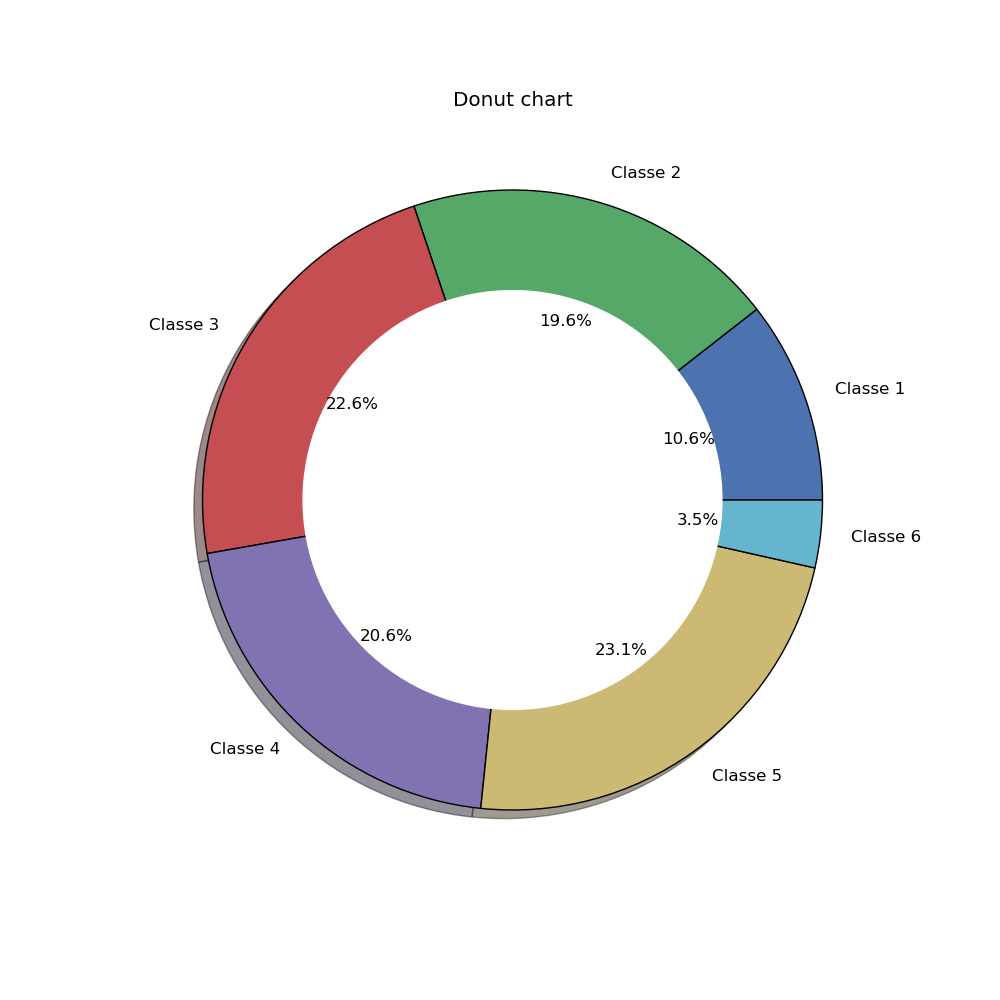 Donut chart
Classe 2
19.6%
Classe 3
Classe 1
22.6%
10.6%
3.5%
Classe 6
20.6%
23.1%
Classe 4
Classe 5